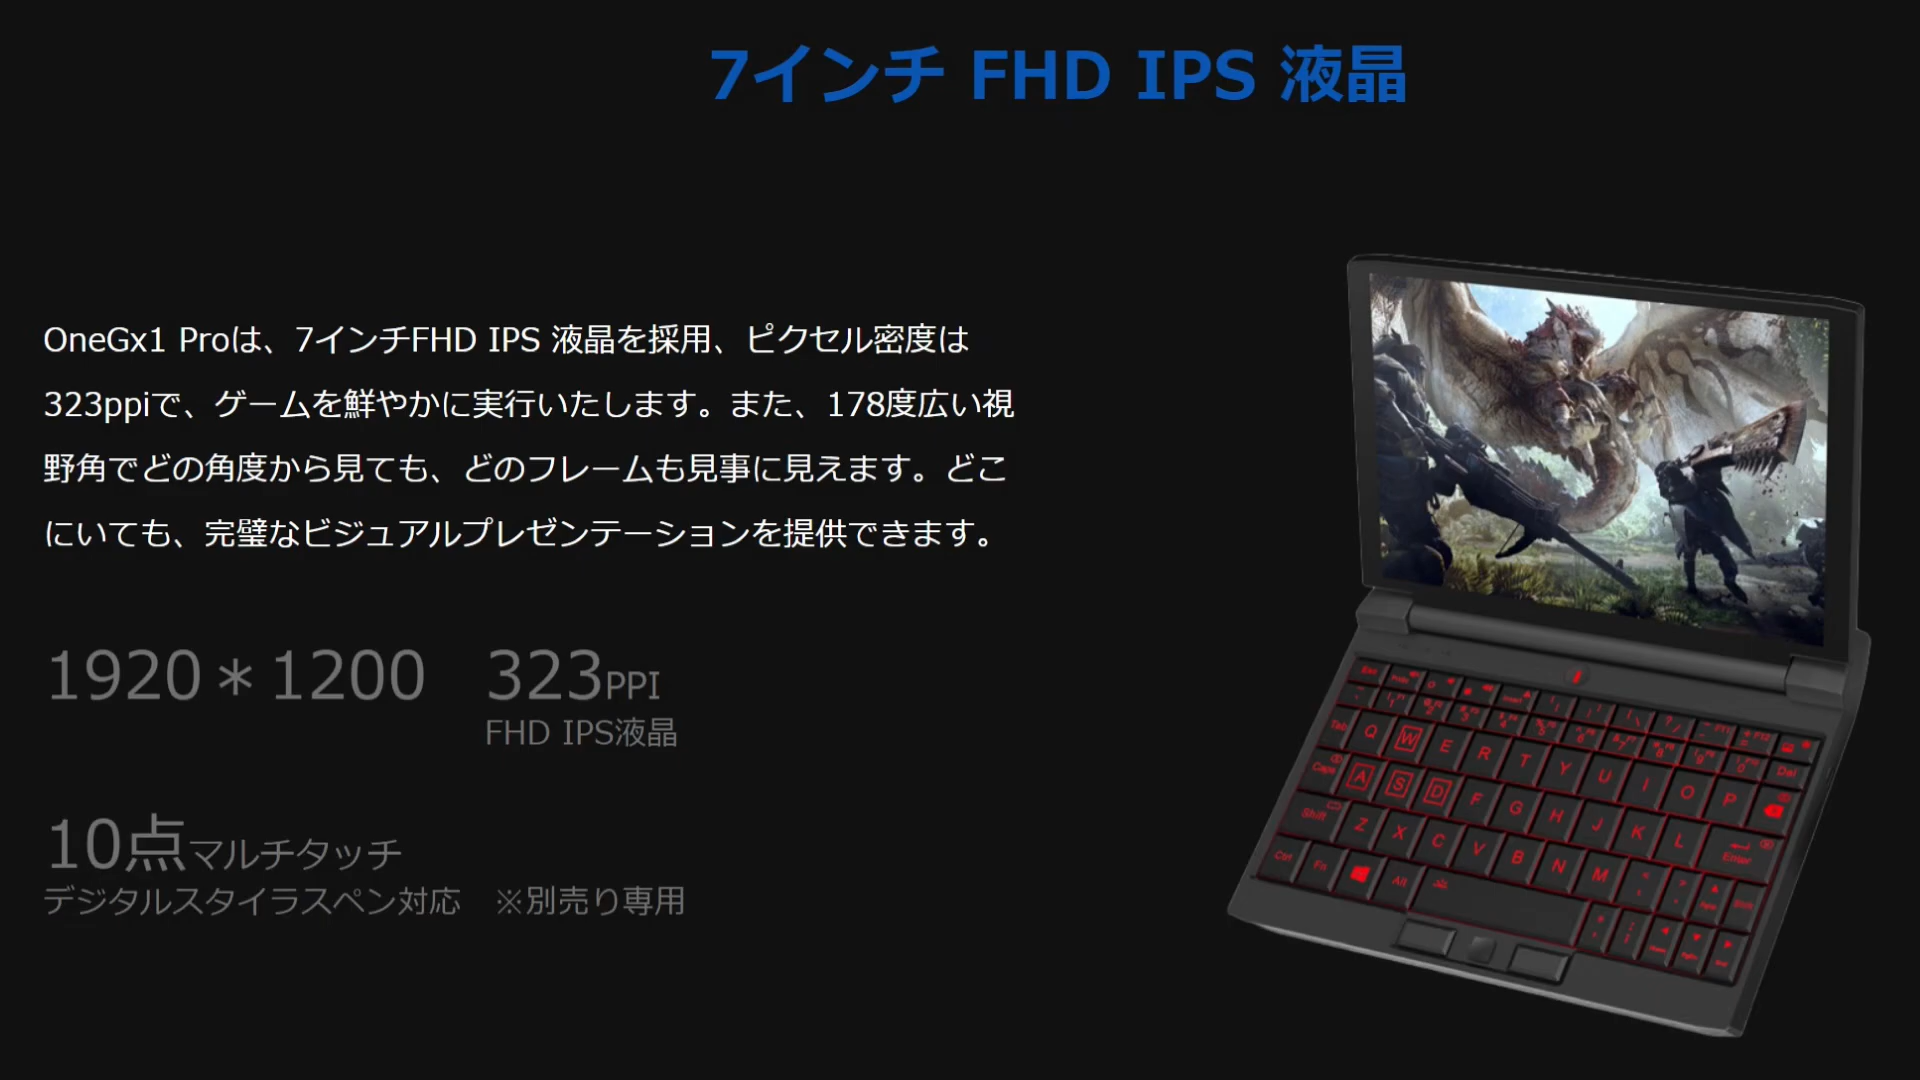 7インチ FHD IPS 液晶
OneGx1 Proは、7インチFHD IPS 液晶を採用、ピクセル密度は
323ppiで、ゲームを鮮やかに実行いたします。また、178度広い視
野角でどの角度から見ても、どのフレームも見事に見えます。どこ
にいても、完璧なビジュアルプレゼンテーションを提供できます。
1920＊1200 323PPI
FHD IPS液晶
10点マルチタッチ
デジタルスタイラスペン対応 ※別売り専用
Tab Q W E R T Y U I O P Del
Caps A S D F G H J K L
Shift Z X C V B N M Enter
Ctrl Fn Alt